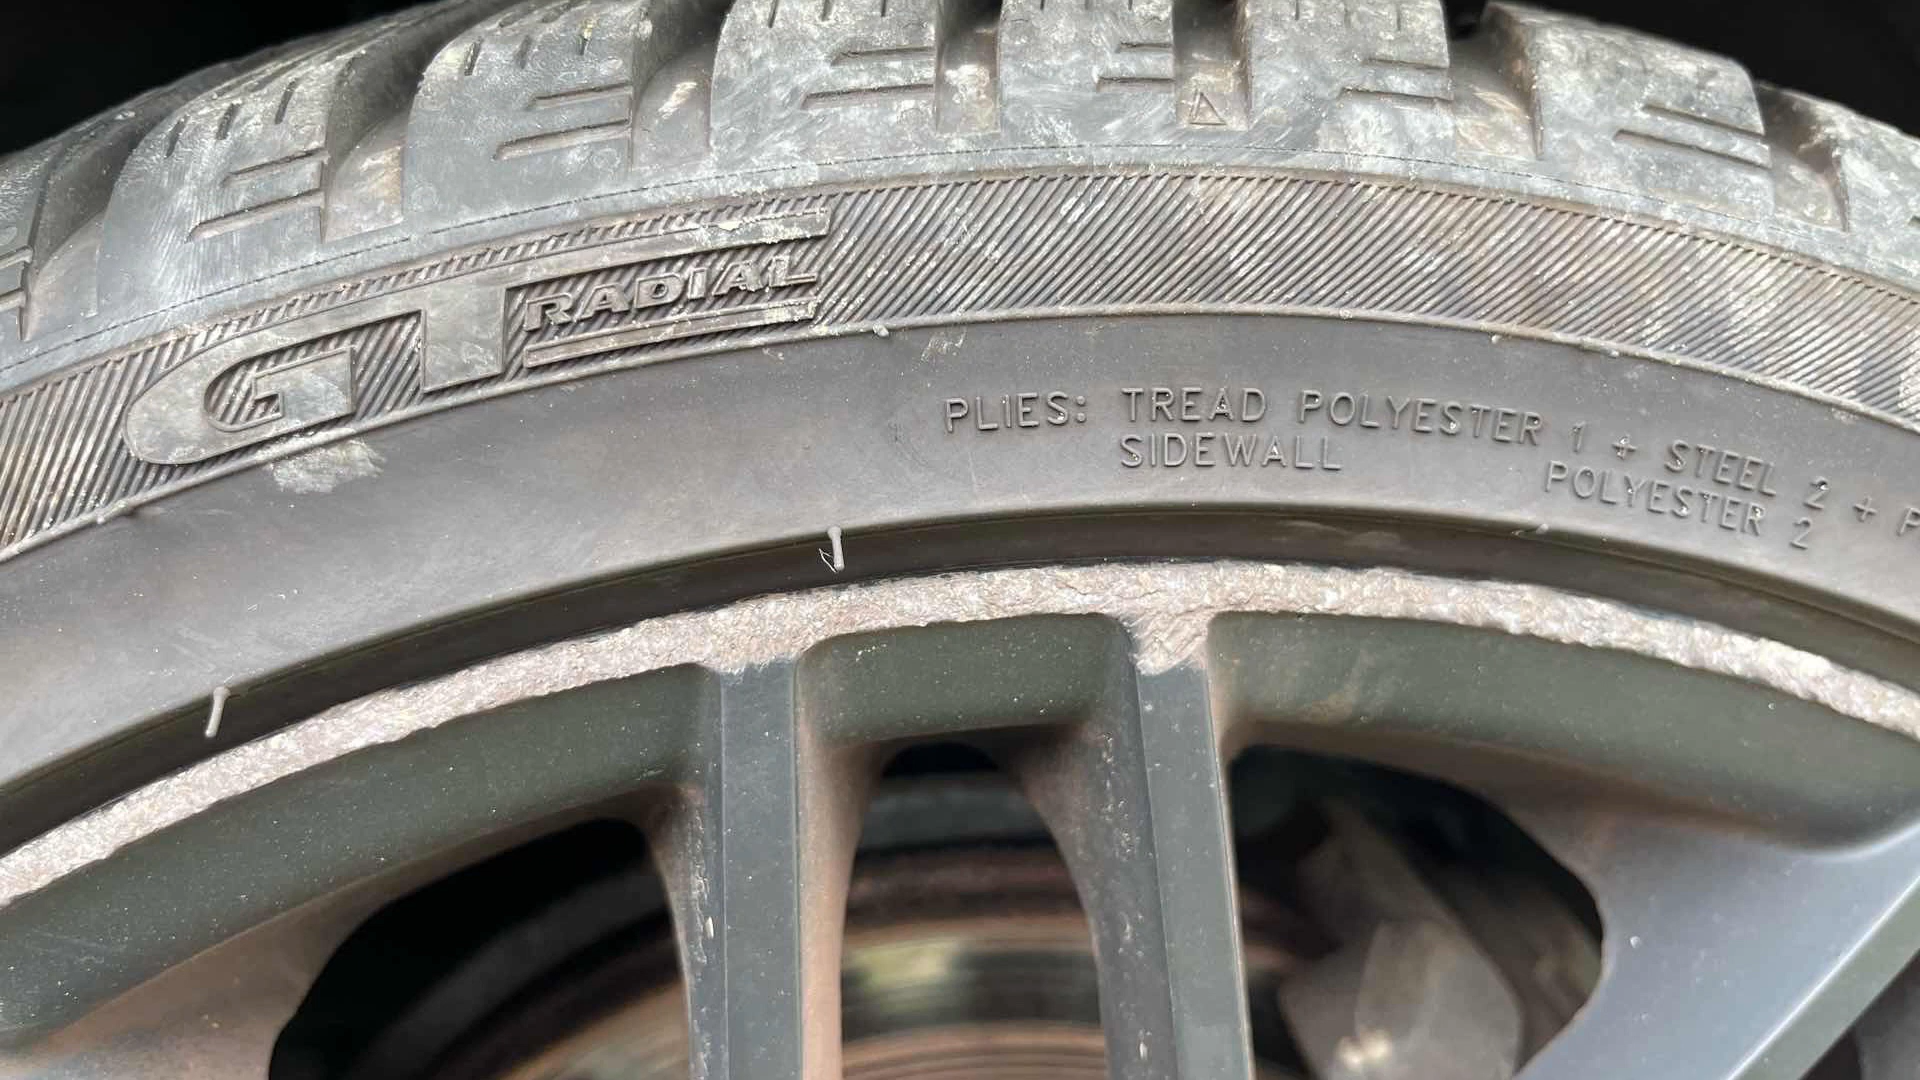 GT RADIAL
PLIES: TREAD POLYESTER 1 + STEEL 2 +
SIDEWALL POLYESTER 2